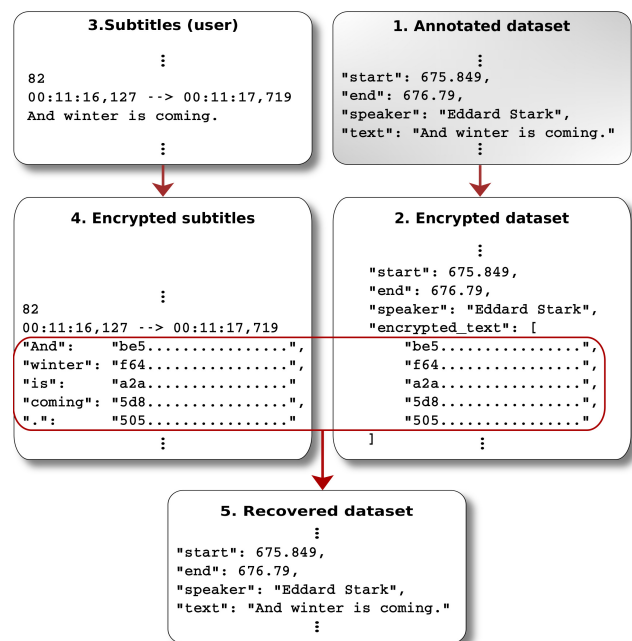 3.Subtitles (user)
⋮
82
00:11:16,127 --> 00:11:17,719
And winter is coming.
⋮
1. Annotated dataset
⋮
"start": 675.849,
"end": 676.79,
"speaker": "Eddard Stark",
"text": "And winter is coming."
⋮
4. Encrypted subtitles
⋮
82
00:11:16,127 --> 00:11:17,719
"And":    "be5................",
"winter": "f64................",
"is":     "a2a................"
"coming": "5d8................",
".":      "505................"
⋮
2. Encrypted dataset
⋮
"start": 675.849,
"end": 676.79,
"speaker": "Eddard Stark",
"encrypted_text": [
"be5................",
"f64................",
"a2a................",
"5d8................",
"505................"
]
⋮
5. Recovered dataset
⋮
"start": 675.849,
"end": 676.79,
"speaker": "Eddard Stark",
"text": "And winter is coming."
⋮